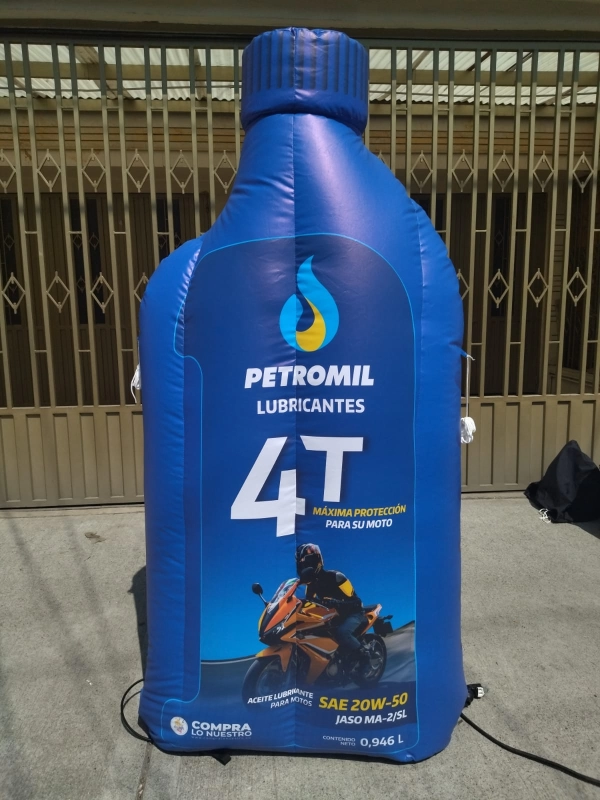 PETROMIL
LUBRICANTES
4T
MÁXIMA PROTECCIÓN
PARA SU MOTO
ACEITE LUBRICANTE
PARA MOTOS
SAE 20W-50
JASO MA-2/SL
COMPRA
LO NUESTRO
CONTENIDO
NETO 0,946 L